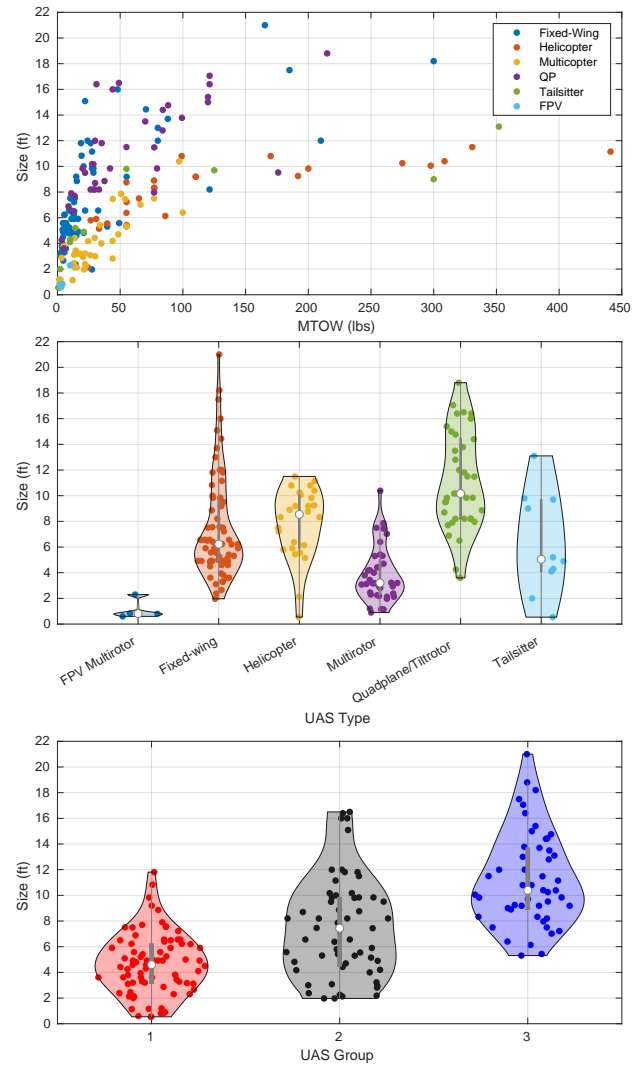 22
20
18
16
14
12
10
8
6
4
2
0
Size (ft)
Fixed-Wing
Helicopter
Multicopter
QP
Tailsitter
FPV
0 50 100 150 200 250 300 350 400 450
MTOW (lbs)
22
20
18
16
14
12
10
8
6
4
2
0
Size (ft)
FPV Multirotor Fixed-wing Helicopter Multirotor Quadplane/Tiltrotor Tailsitter
UAS Type
22
20
18
16
14
12
10
8
6
4
2
0
Size (ft)
1 2 3
UAS Group